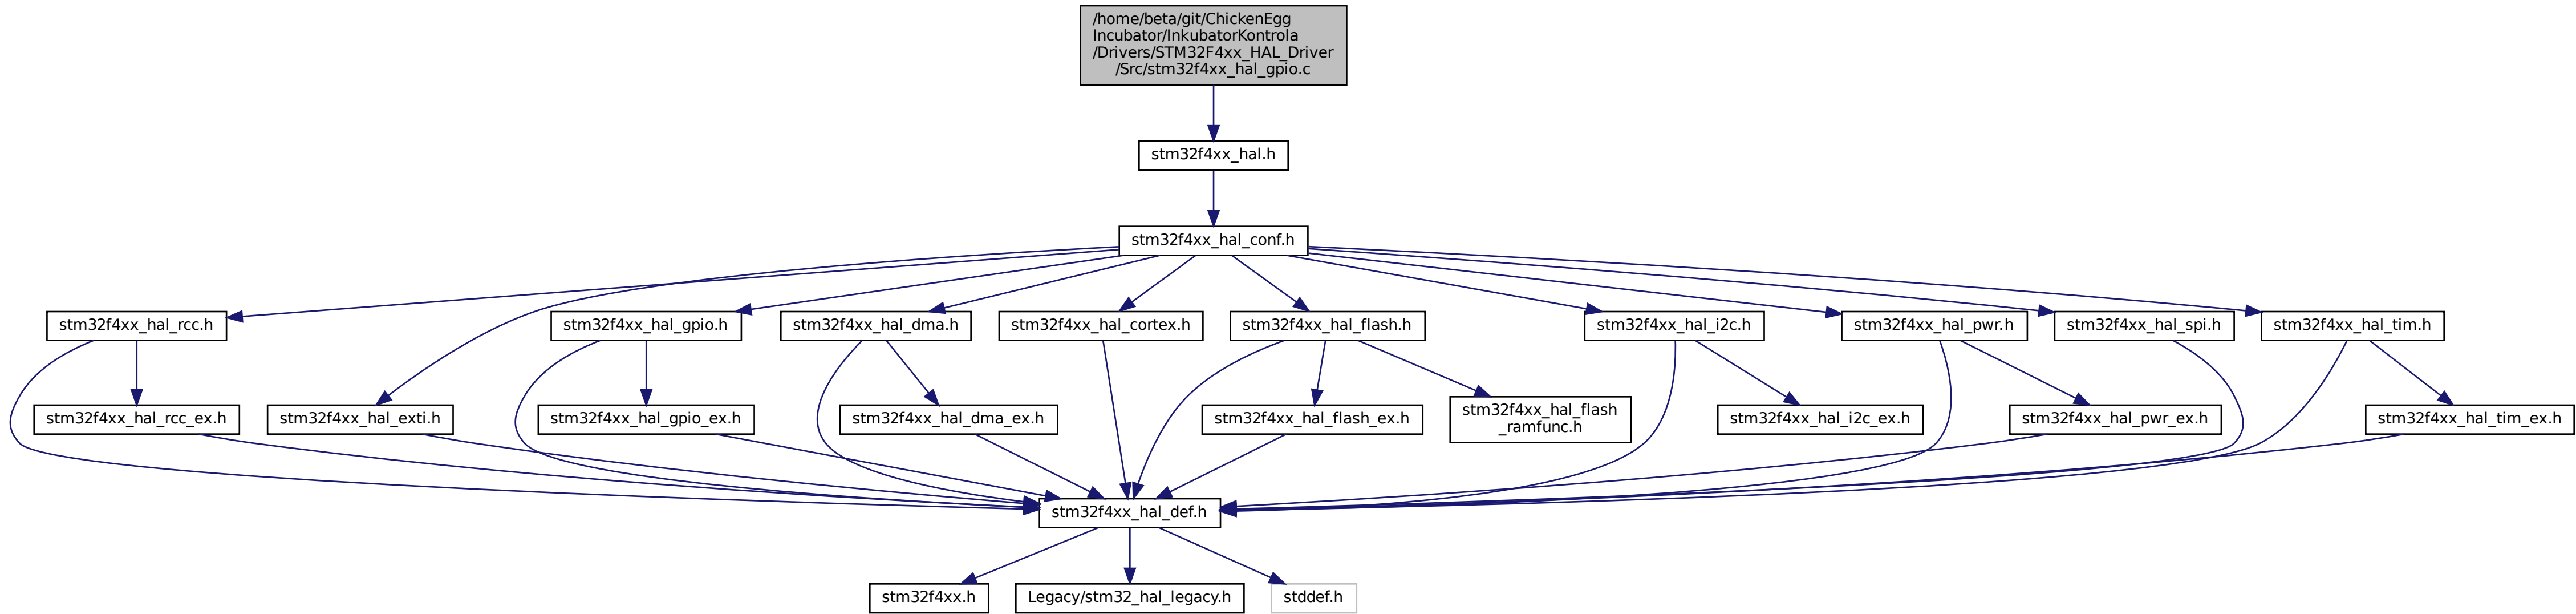 /home/beta/git/ChickenEgg
Incubator/InkubatorKontrola
/Drivers/STM32F4xx_HAL_Driver
/Src/stm32f4xx_hal_gpio.c
stm32f4xx_hal.h
stm32f4xx_hal_conf.h
stm32f4xx_hal_rcc.h
stm32f4xx_hal_gpio.h
stm32f4xx_hal_dma.h
stm32f4xx_hal_cortex.h
stm32f4xx_hal_flash.h
stm32f4xx_hal_i2c.h
stm32f4xx_hal_pwr.h
stm32f4xx_hal_spi.h
stm32f4xx_hal_tim.h
stm32f4xx_hal_rcc_ex.h
stm32f4xx_hal_exti.h
stm32f4xx_hal_gpio_ex.h
stm32f4xx_hal_dma_ex.h
stm32f4xx_hal_flash_ex.h
stm32f4xx_hal_flash
_ramfunc.h
stm32f4xx_hal_i2c_ex.h
stm32f4xx_hal_pwr_ex.h
stm32f4xx_hal_tim_ex.h
stm32f4xx_hal_def.h
stm32f4xx.h
Legacy/stm32_hal_legacy.h
stddef.h